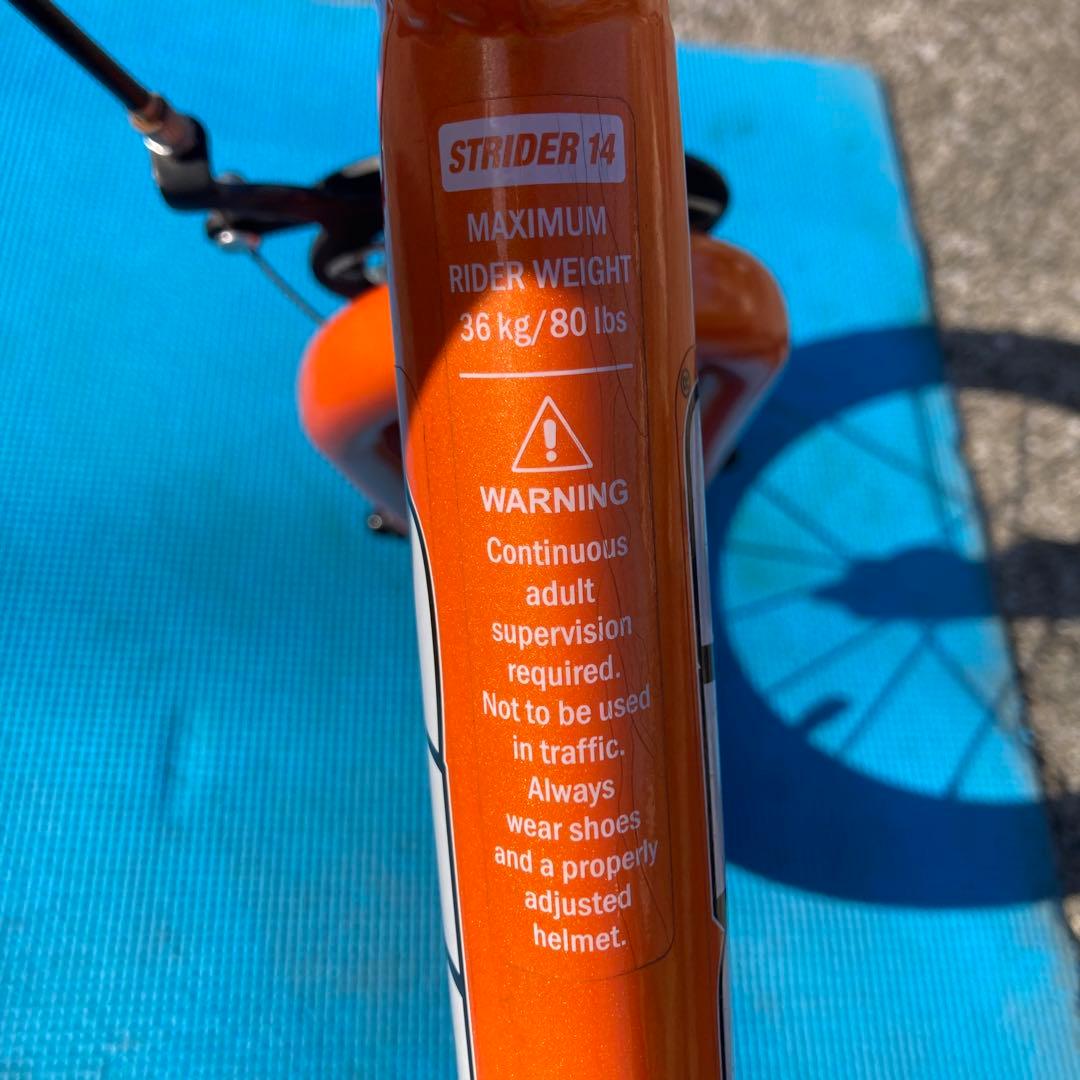 STRIDER 14
MAXIMUM
RIDER WEIGHT
36 kg/80 lbs
WARNING
Continuous
adult
supervision
required.
Not to be used
in traffic.
Always
wear shoes
and a properly
adjusted
helmet.